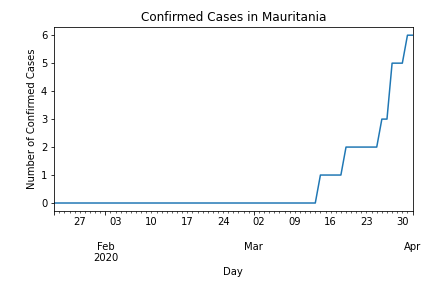 Confirmed Cases in Mauritania
Number of Confirmed Cases
6
5
4
3
2
1
0
27 03 10 17 24 02 09 16 23 30
Feb Mar Apr
2020
Day